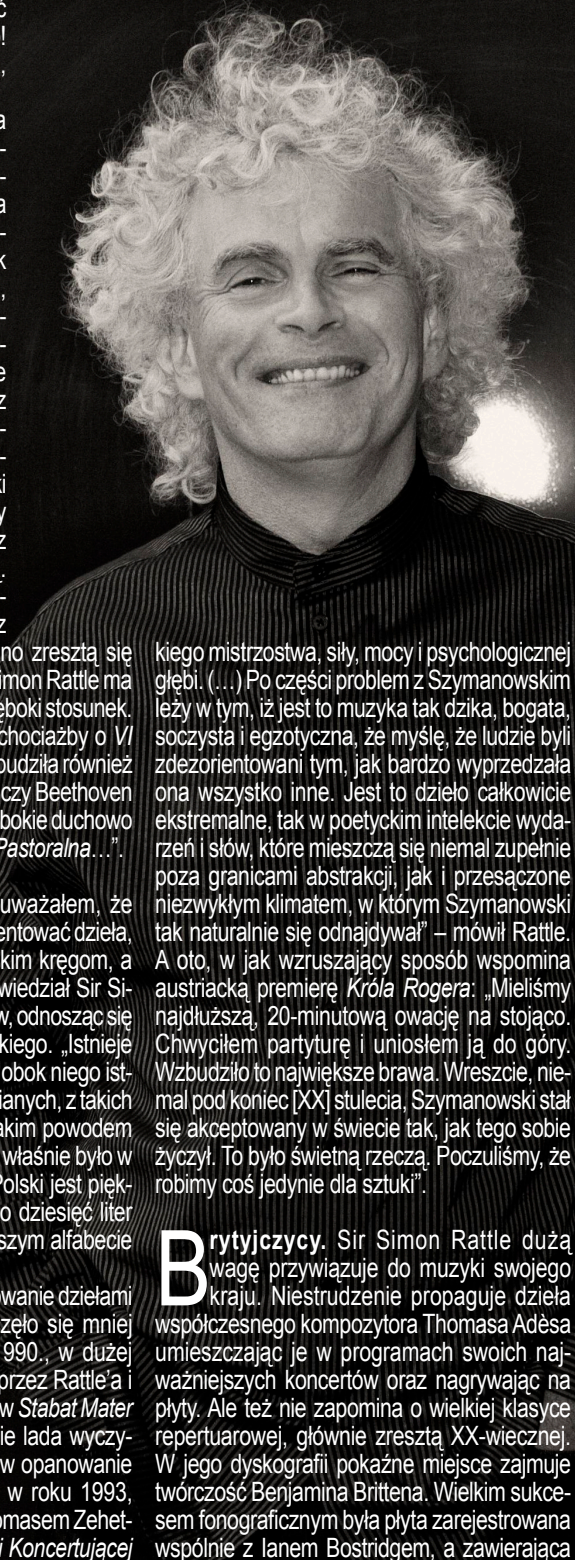 ć
!
,
a
-
-
a
-
k
,
-
-
e
z
-
-
ki
y
z
.
-
z
no zresztą się
imon Rattle ma
ęboki stosunek.
chociażby o VI
budziła również
czy Beethoven
bokie duchowo
Pastoralna…”.
uważałem, że
entować dzieła,
kim kręgom, a
wiedział Sir Si-
w, odnosząc się
kiego. „Istnieje
obok niego ist-
ianych, z takich
akim powodem
właśnie było w
Polski jest pięk-
o dziesięć liter
szym alfabecie
owanie dziełami
zęło się mniej
990., w dużej
przez Rattle’a i
w Stabat Mater
ie lada wyczy-
w opanowanie
w roku 1993,
omasem Zehet-
i Koncertującej
kiego mistrzostwa, siły, mocy i psychologicznej
głębi. (…) Po części problem z Szymanowskim
leży w tym, iż jest to muzyka tak dzika, bogata,
soczysta i egzotyczna, że myślę, że ludzie byli
zdezorientowani tym, jak bardzo wyprzedzała
ona wszystko inne. Jest to dzieło całkowicie
ekstremalne, tak w poetyckim intelekcie wyda-
rzeń i słów, które mieszczą się niemal zupełnie
poza granicami abstrakcji, jak i przesączone
niezwykłym klimatem, w którym Szymanowski
tak naturalnie się odnajdywał” – mówił Rattle.
A oto, w jak wzruszający sposób wspomina
austriacką premierę Króla Rogera: „Mieliśmy
najdłuższą, 20-minutową owację na stojąco.
Chwyciłem partyturę i uniosłem ją do góry.
Wzbudziło to największe brawa. Wreszcie, nie-
mal pod koniec [XX] stulecia, Szymanowski stał
się akceptowany w świecie tak, jak tego sobie
życzył. To było świetną rzeczą. Poczuliśmy, że
robimy coś jedynie dla sztuki”.
Brytyjczycy. Sir Simon Rattle dużą
wagę przywiązuje do muzyki swojego
kraju. Niestrudzenie propaguje dzieła
współczesnego kompozytora Thomasa Adèsa
umieszczając je w programach swoich naj-
ważniejszych koncertów oraz nagrywając na
płyty. Ale też nie zapomina o wielkiej klasyce
repertuarowej, głównie zresztą XX-wiecznej.
W jego dyskografii pokaźne miejsce zajmuje
twórczość Benjamina Brittena. Wielkim sukce-
sem fonograficznym była płyta zarejestrowana
wspólnie z Ianem Bostridgem, a zawierająca